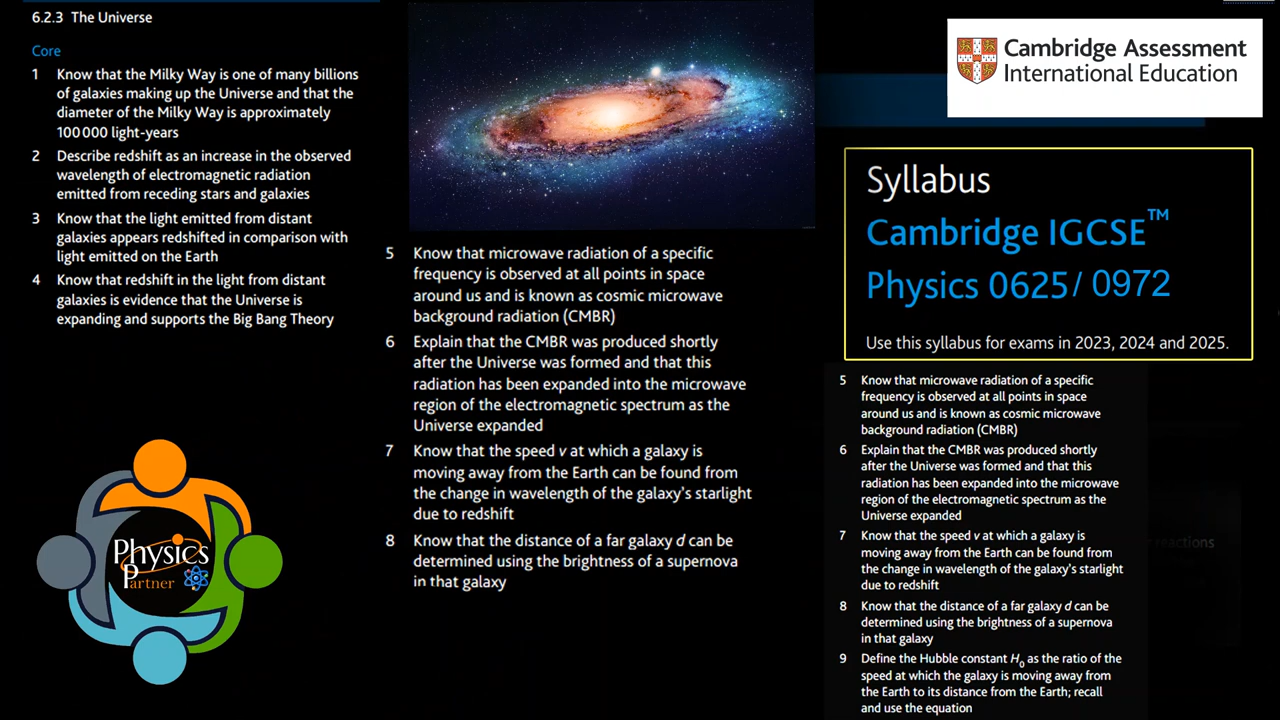 6.2.3 The Universe
Core
1 Know that the Milky Way is one of many billions
of galaxies making up the Universe and that the
diameter of the Milky Way is approximately
100 000 light-years
2 Describe redshift as an increase in the observed
wavelength of electromagnetic radiation
emitted from receding stars and galaxies
3 Know that the light emitted from distant
galaxies appears redshifted in comparison with
light emitted on the Earth
4 Know that redshift in the light from distant
galaxies is evidence that the Universe is
expanding and supports the Big Bang Theory
Physics
Partner
5 Know that microwave radiation of a specific
frequency is observed at all points in space
around us and is known as cosmic microwave
background radiation (CMBR)
6 Explain that the CMBR was produced shortly
after the Universe was formed and that this
radiation has been expanded into the microwave
region of the electromagnetic spectrum as the
Universe expanded
7 Know that the speed v at which a galaxy is
moving away from the Earth can be found from
the change in wavelength of the galaxy's starlight
due to redshift
8 Know that the distance of a far galaxy d can be
determined using the brightness of a supernova
in that galaxy
Cambridge Assessment
International Education
Syllabus
Cambridge IGCSE™
Physics 0625/ 0972
Use this syllabus for exams in 2023, 2024 and 2025.
5 Know that microwave radiation of a specific
frequency is observed at all points in space
around us and is known as cosmic microwave
background radiation (CMBR)
6 Explain that the CMBR was produced shortly
after the Universe was formed and that this
radiation has been expanded into the microwave
region of the electromagnetic spectrum as the
Universe expanded
7 Know that the speed v at which a galaxy is
moving away from the Earth can be found from
the change in wavelength of the galaxy's starlight
due to redshift
8 Know that the distance of a far galaxy d can be
determined using the brightness of a supernova
in that galaxy
9 Define the Hubble constant H₀ as the ratio of the
speed at which the galaxy is moving away from
the Earth to its distance from the Earth; recall
and use the equation
reactions